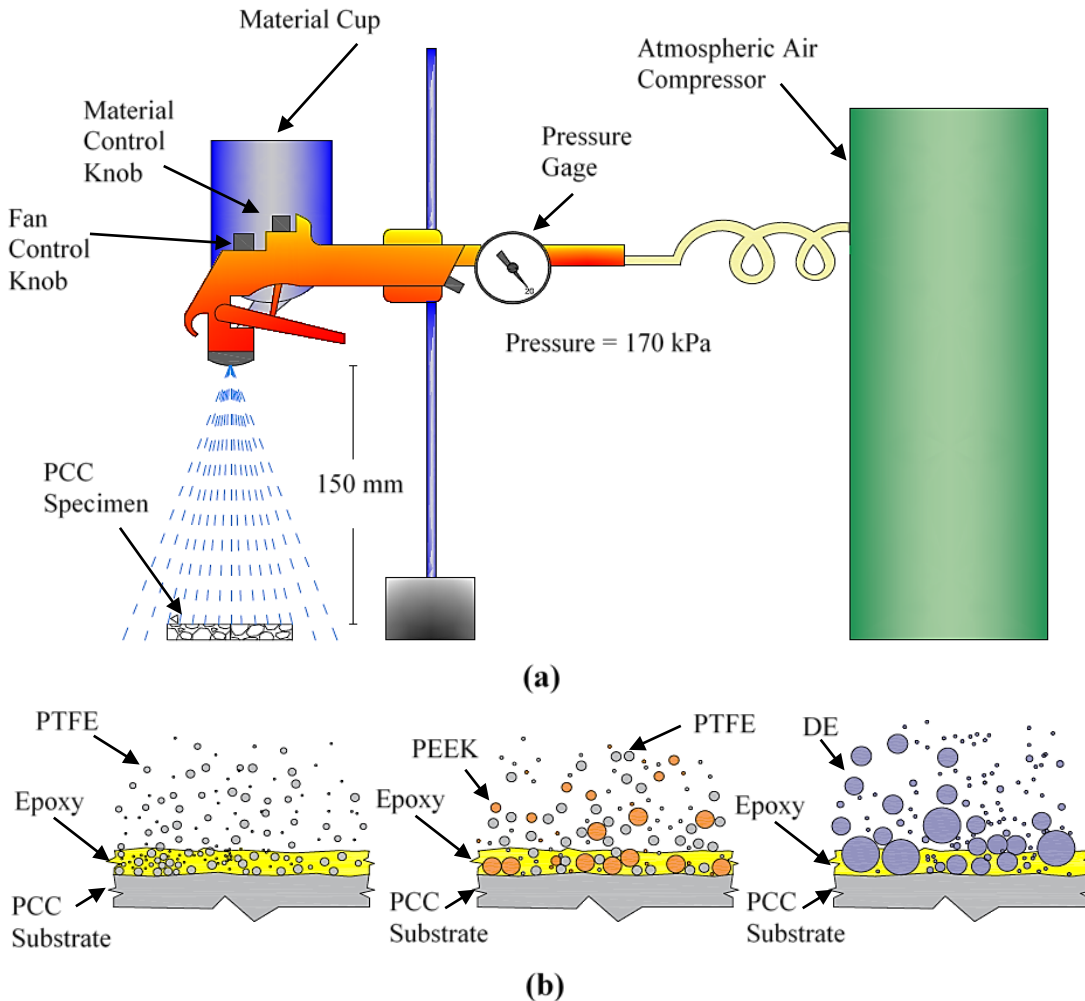 Material Cup
Atmospheric Air
Compressor
Material
Control
Knob
Pressure
Gage
Fan
Control
Knob
20
Pressure = 170 kPa
PCC
Specimen
150 mm
(a)
PTFE
PEEK
PTFE
DE
Epoxy
Epoxy
Epoxy
PCC
Substrate
PCC
Substrate
PCC
Substrate
(b)